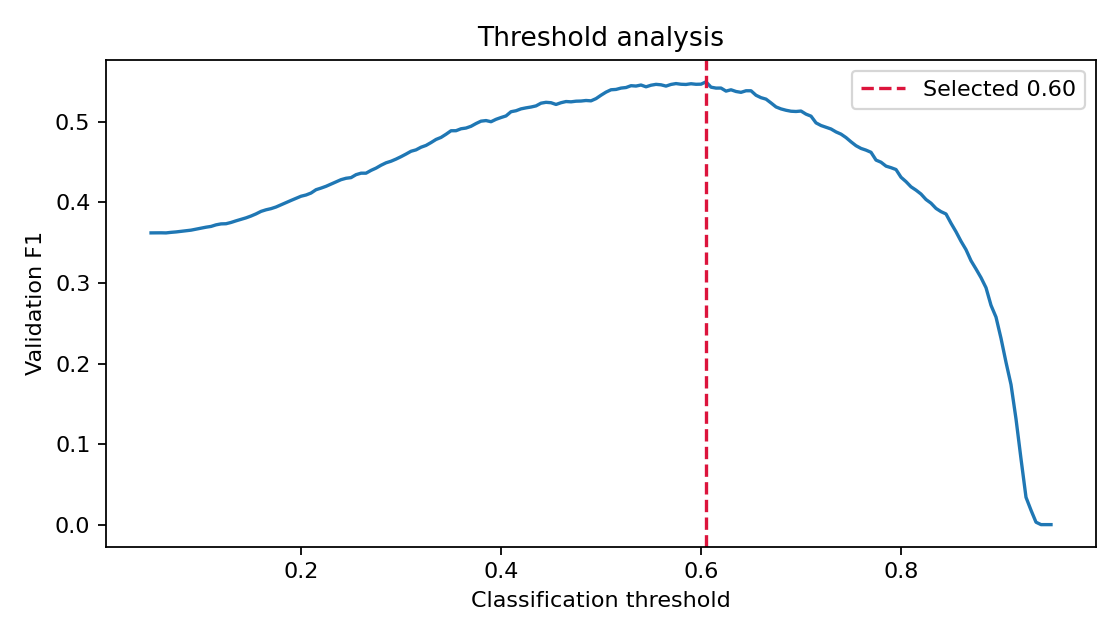 Threshold analysis
Selected 0.60
Validation F1
0.5
0.4
0.3
0.2
0.1
0.0
0.2 0.4 0.6 0.8
Classification threshold